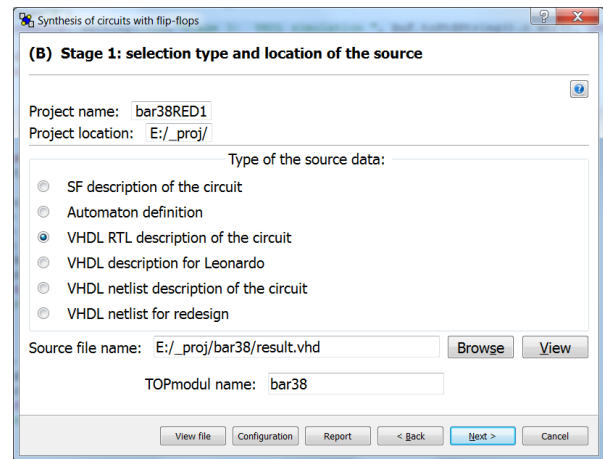 Synthesis of circuits with flip-flops
(B) Stage 1: selection type and location of the source
Project name: bar38RED1
Project location: E:/_proj/
Type of the source data:
SF description of the circuit
Automaton definition
VHDL RTL description of the circuit
VHDL description for Leonardo
VHDL netlist description of the circuit
VHDL netlist for redesign
Source file name: E:/_proj/bar38/result.vhd Browse View
TOPmodul name: bar38
View file Configuration Report < Back Next > Cancel